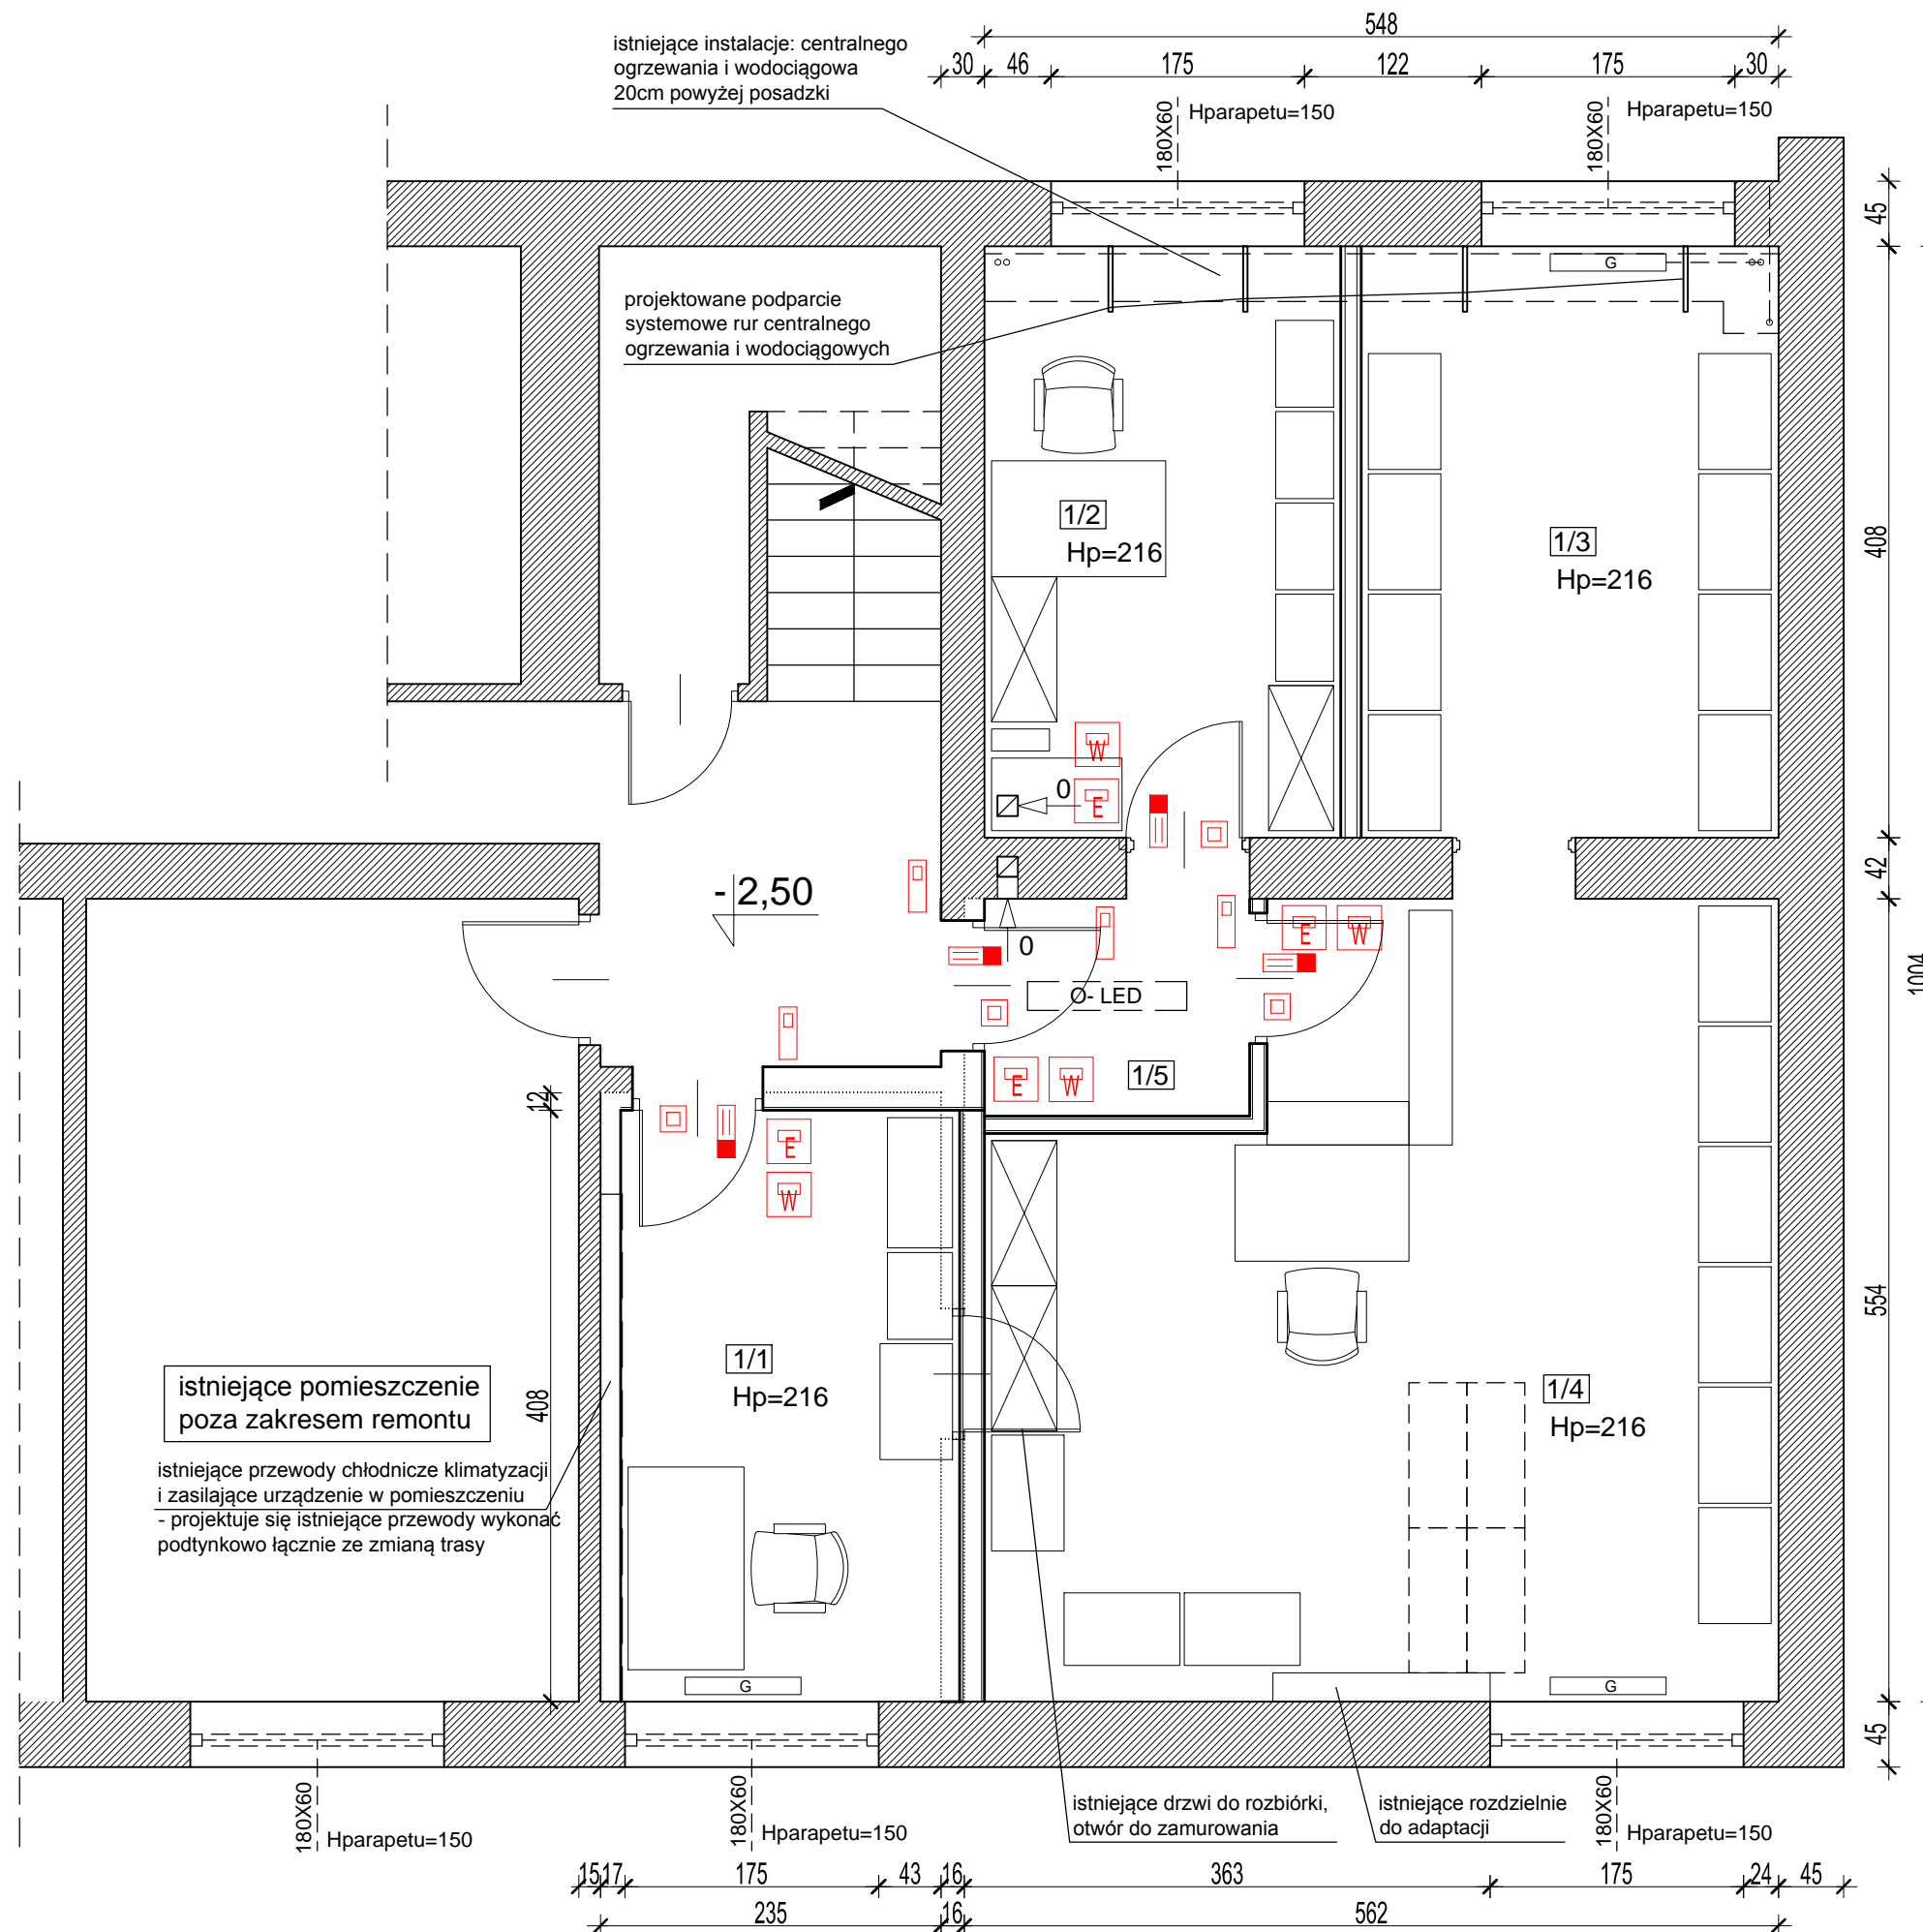 548
30 46 175 122 175 30
istniejące instalacje: centralnego
ogrzewania i wodociągowa
20cm powyżej posadzki
180X60
Hparapetu=150
180X60
Hparapetu=150
45
G
projektowane podparcie
systemowe rur centralnego
ogrzewania i wodociągowych
1/2
Hp=216
1/3
Hp=216
408
W
E
0
42
- 2,50
0
E W
O- LED
1004
E W
1/5
12
E
W
554
1/1
Hp=216
408
1/4
Hp=216
istniejące pomieszczenie
poza zakresem remontu
istniejące przewody chłodnicze klimatyzacji
i zasilające urządzenie w pomieszczeniu
- projektuje się istniejące przewody wykonać
podtynkowo łącznie ze zmianą trasy
G
G
45
180X60
Hparapetu=150
180X60
Hparapetu=150
istniejące drzwi do rozbiórki,
otwór do zamurowania
istniejące rozdzielnie
do adaptacji
180X60
Hparapetu=150
15 17 175 43 16 363 175 24 45
235 16 562